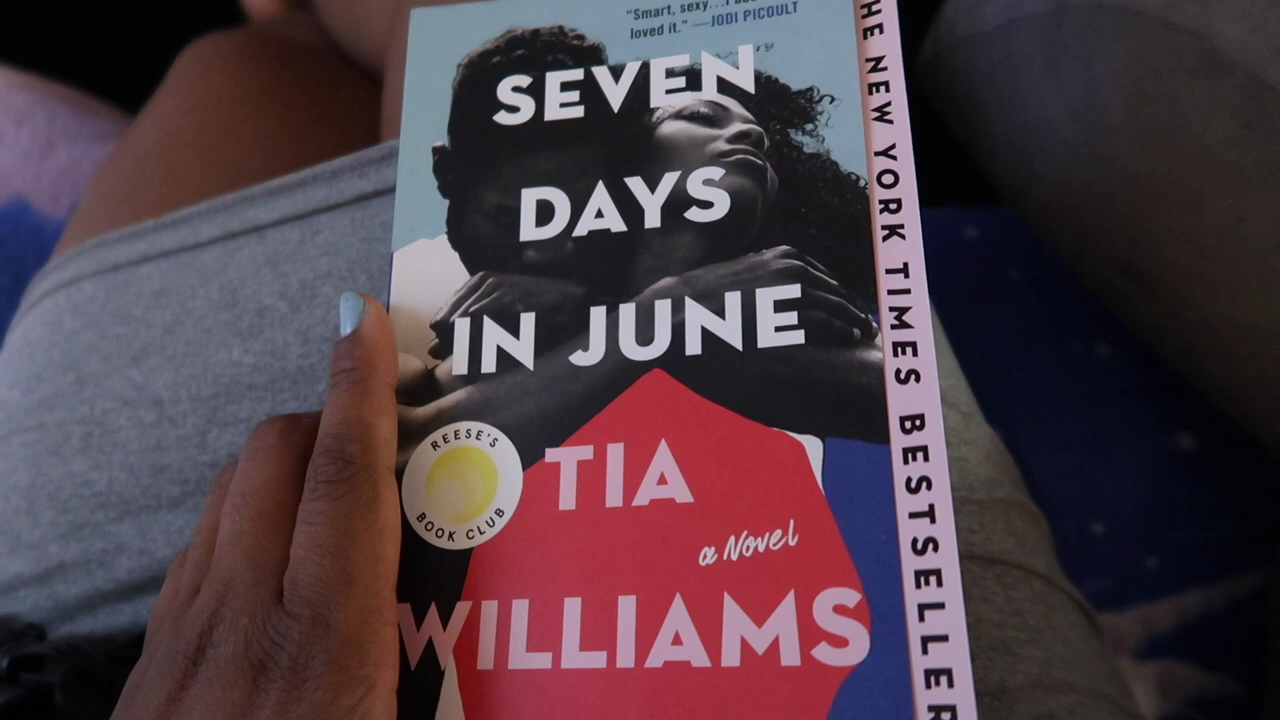 "Smart, sexy...I
loved it." —JODI PICOULT
SEVEN
DAYS
IN JUNE
REESE'S
BOOK CLUB
TIA
a Novel
WILLIAMS
THE NEW YORK TIMES BESTSELLER